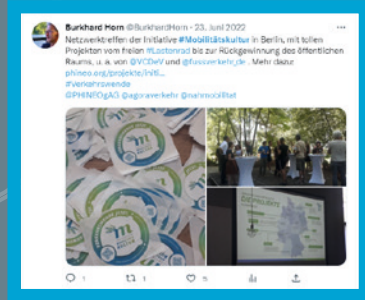 Burkhard Horn @BurkhardHorn · 23. Juni 2022
Netzwerktreffen der Initiative #Mobilitätskultur in Berlin, mit tollen
Projekten vom freien #Lastenrad bis zur Rückgewinnung des öffentlichen
Raums, u. a. von @VCDeV und @fussverkehr_de . Mehr dazu:
phineo.org/projekte/initi...
#Verkehrswende
@PHINEOgAG @agoraverkehr @nahmobilitat
DIE PROJEKTE
1
1
5